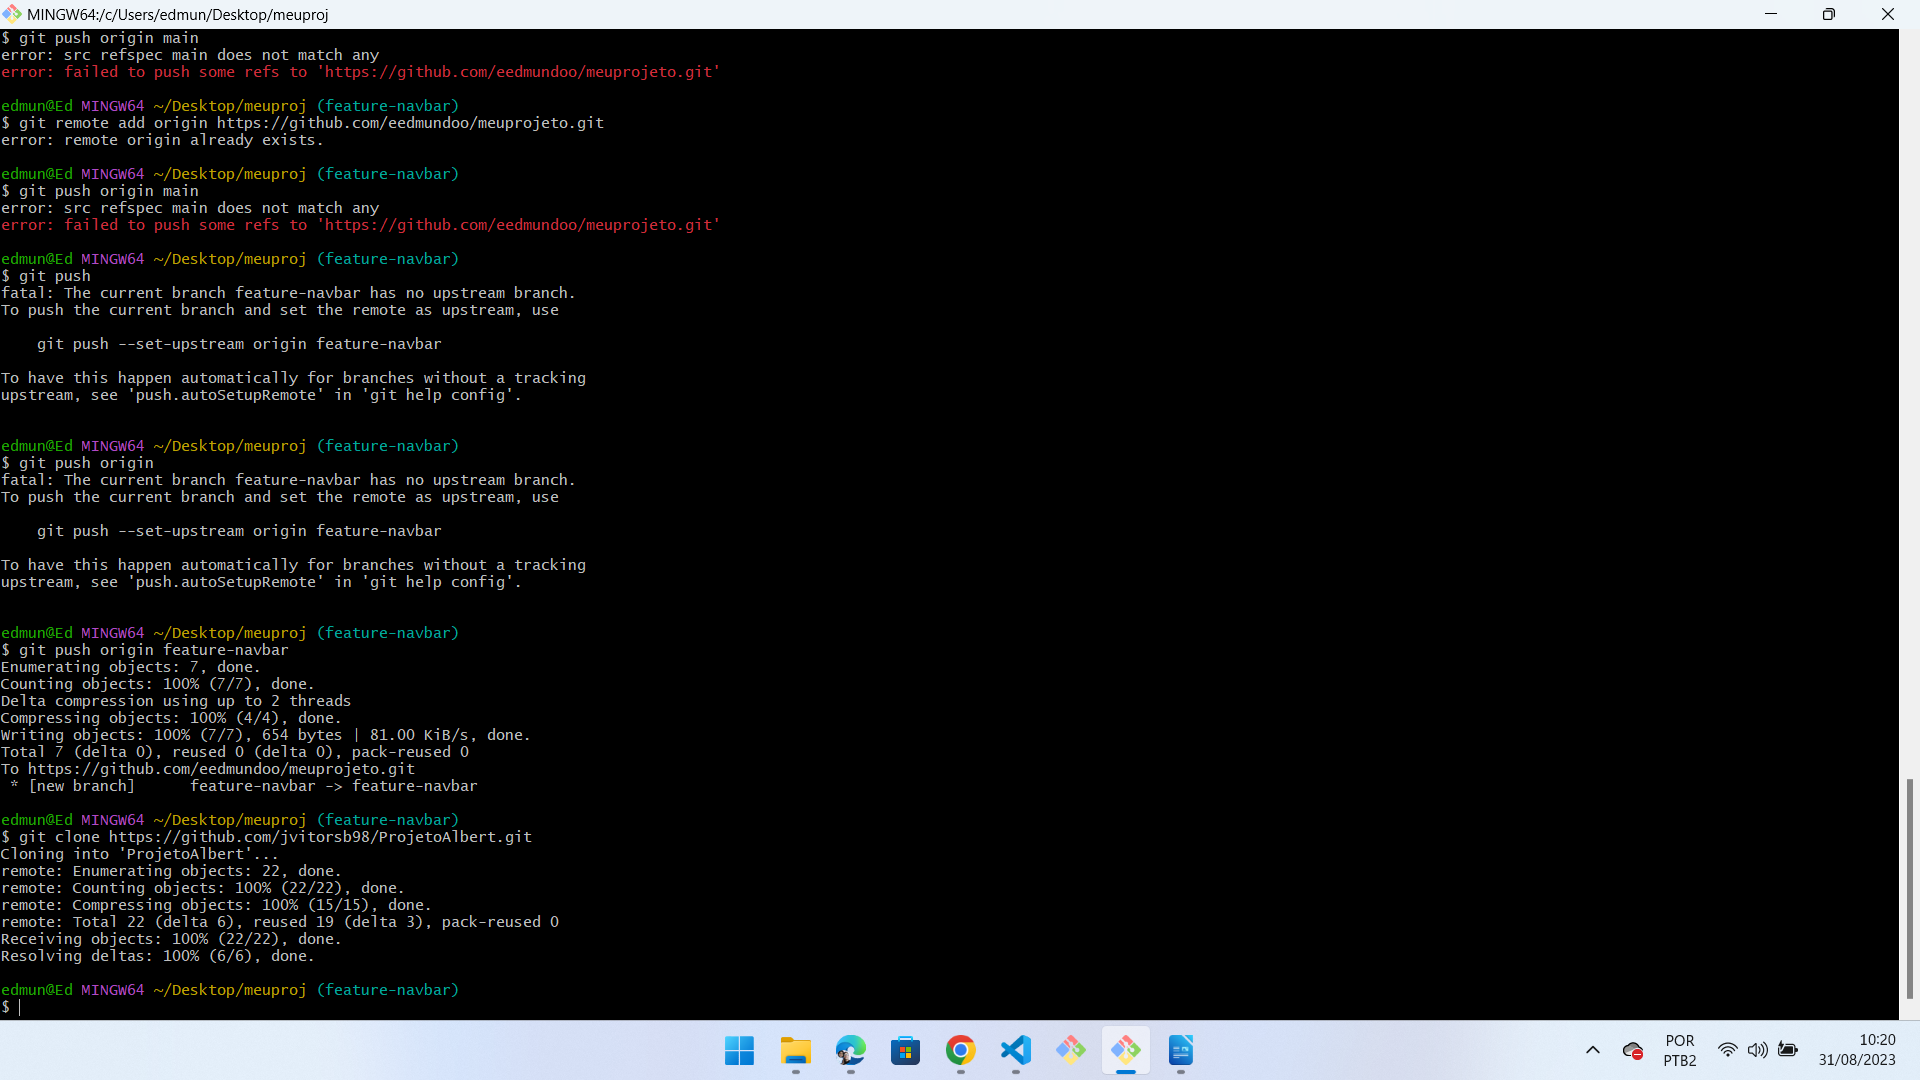 MINGW64:/c/Users/edmun/Desktop/meuproj
$ git push origin main
error: src refspec main does not match any
error: failed to push some refs to 'https://github.com/eedmundoo/meuprojeto.git'
edmun@Ed MINGW64 ~/Desktop/meuproj (feature-navbar)
$ git remote add origin https://github.com/eedmundoo/meuprojeto.git
error: remote origin already exists.
edmun@Ed MINGW64 ~/Desktop/meuproj (feature-navbar)
$ git push origin main
error: src refspec main does not match any
error: failed to push some refs to 'https://github.com/eedmundoo/meuprojeto.git'
edmun@Ed MINGW64 ~/Desktop/meuproj (feature-navbar)
$ git push
fatal: The current branch feature-navbar has no upstream branch.
To push the current branch and set the remote as upstream, use
git push --set-upstream origin feature-navbar
To have this happen automatically for branches without a tracking
upstream, see 'push.autoSetupRemote' in 'git help config'.
edmun@Ed MINGW64 ~/Desktop/meuproj (feature-navbar)
$ git push origin
fatal: The current branch feature-navbar has no upstream branch.
To push the current branch and set the remote as upstream, use
git push --set-upstream origin feature-navbar
To have this happen automatically for branches without a tracking
upstream, see 'push.autoSetupRemote' in 'git help config'.
edmun@Ed MINGW64 ~/Desktop/meuproj (feature-navbar)
$ git push origin feature-navbar
Enumerating objects: 7, done.
Counting objects: 100% (7/7), done.
Delta compression using up to 2 threads
Compressing objects: 100% (4/4), done.
Writing objects: 100% (7/7), 654 bytes | 81.00 KiB/s, done.
Total 7 (delta 0), reused 0 (delta 0), pack-reused 0
To https://github.com/eedmundoo/meuprojeto.git
* [new branch]      feature-navbar -> feature-navbar
edmun@Ed MINGW64 ~/Desktop/meuproj (feature-navbar)
$ git clone https://github.com/jvitorsb98/ProjetoAlbert.git
Cloning into 'ProjetoAlbert'...
remote: Enumerating objects: 22, done.
remote: Counting objects: 100% (22/22), done.
remote: Compressing objects: 100% (15/15), done.
remote: Total 22 (delta 6), reused 19 (delta 3), pack-reused 0
Receiving objects: 100% (22/22), done.
Resolving deltas: 100% (6/6), done.
edmun@Ed MINGW64 ~/Desktop/meuproj (feature-navbar)
$
POR
PTB2
10:20
31/08/2023